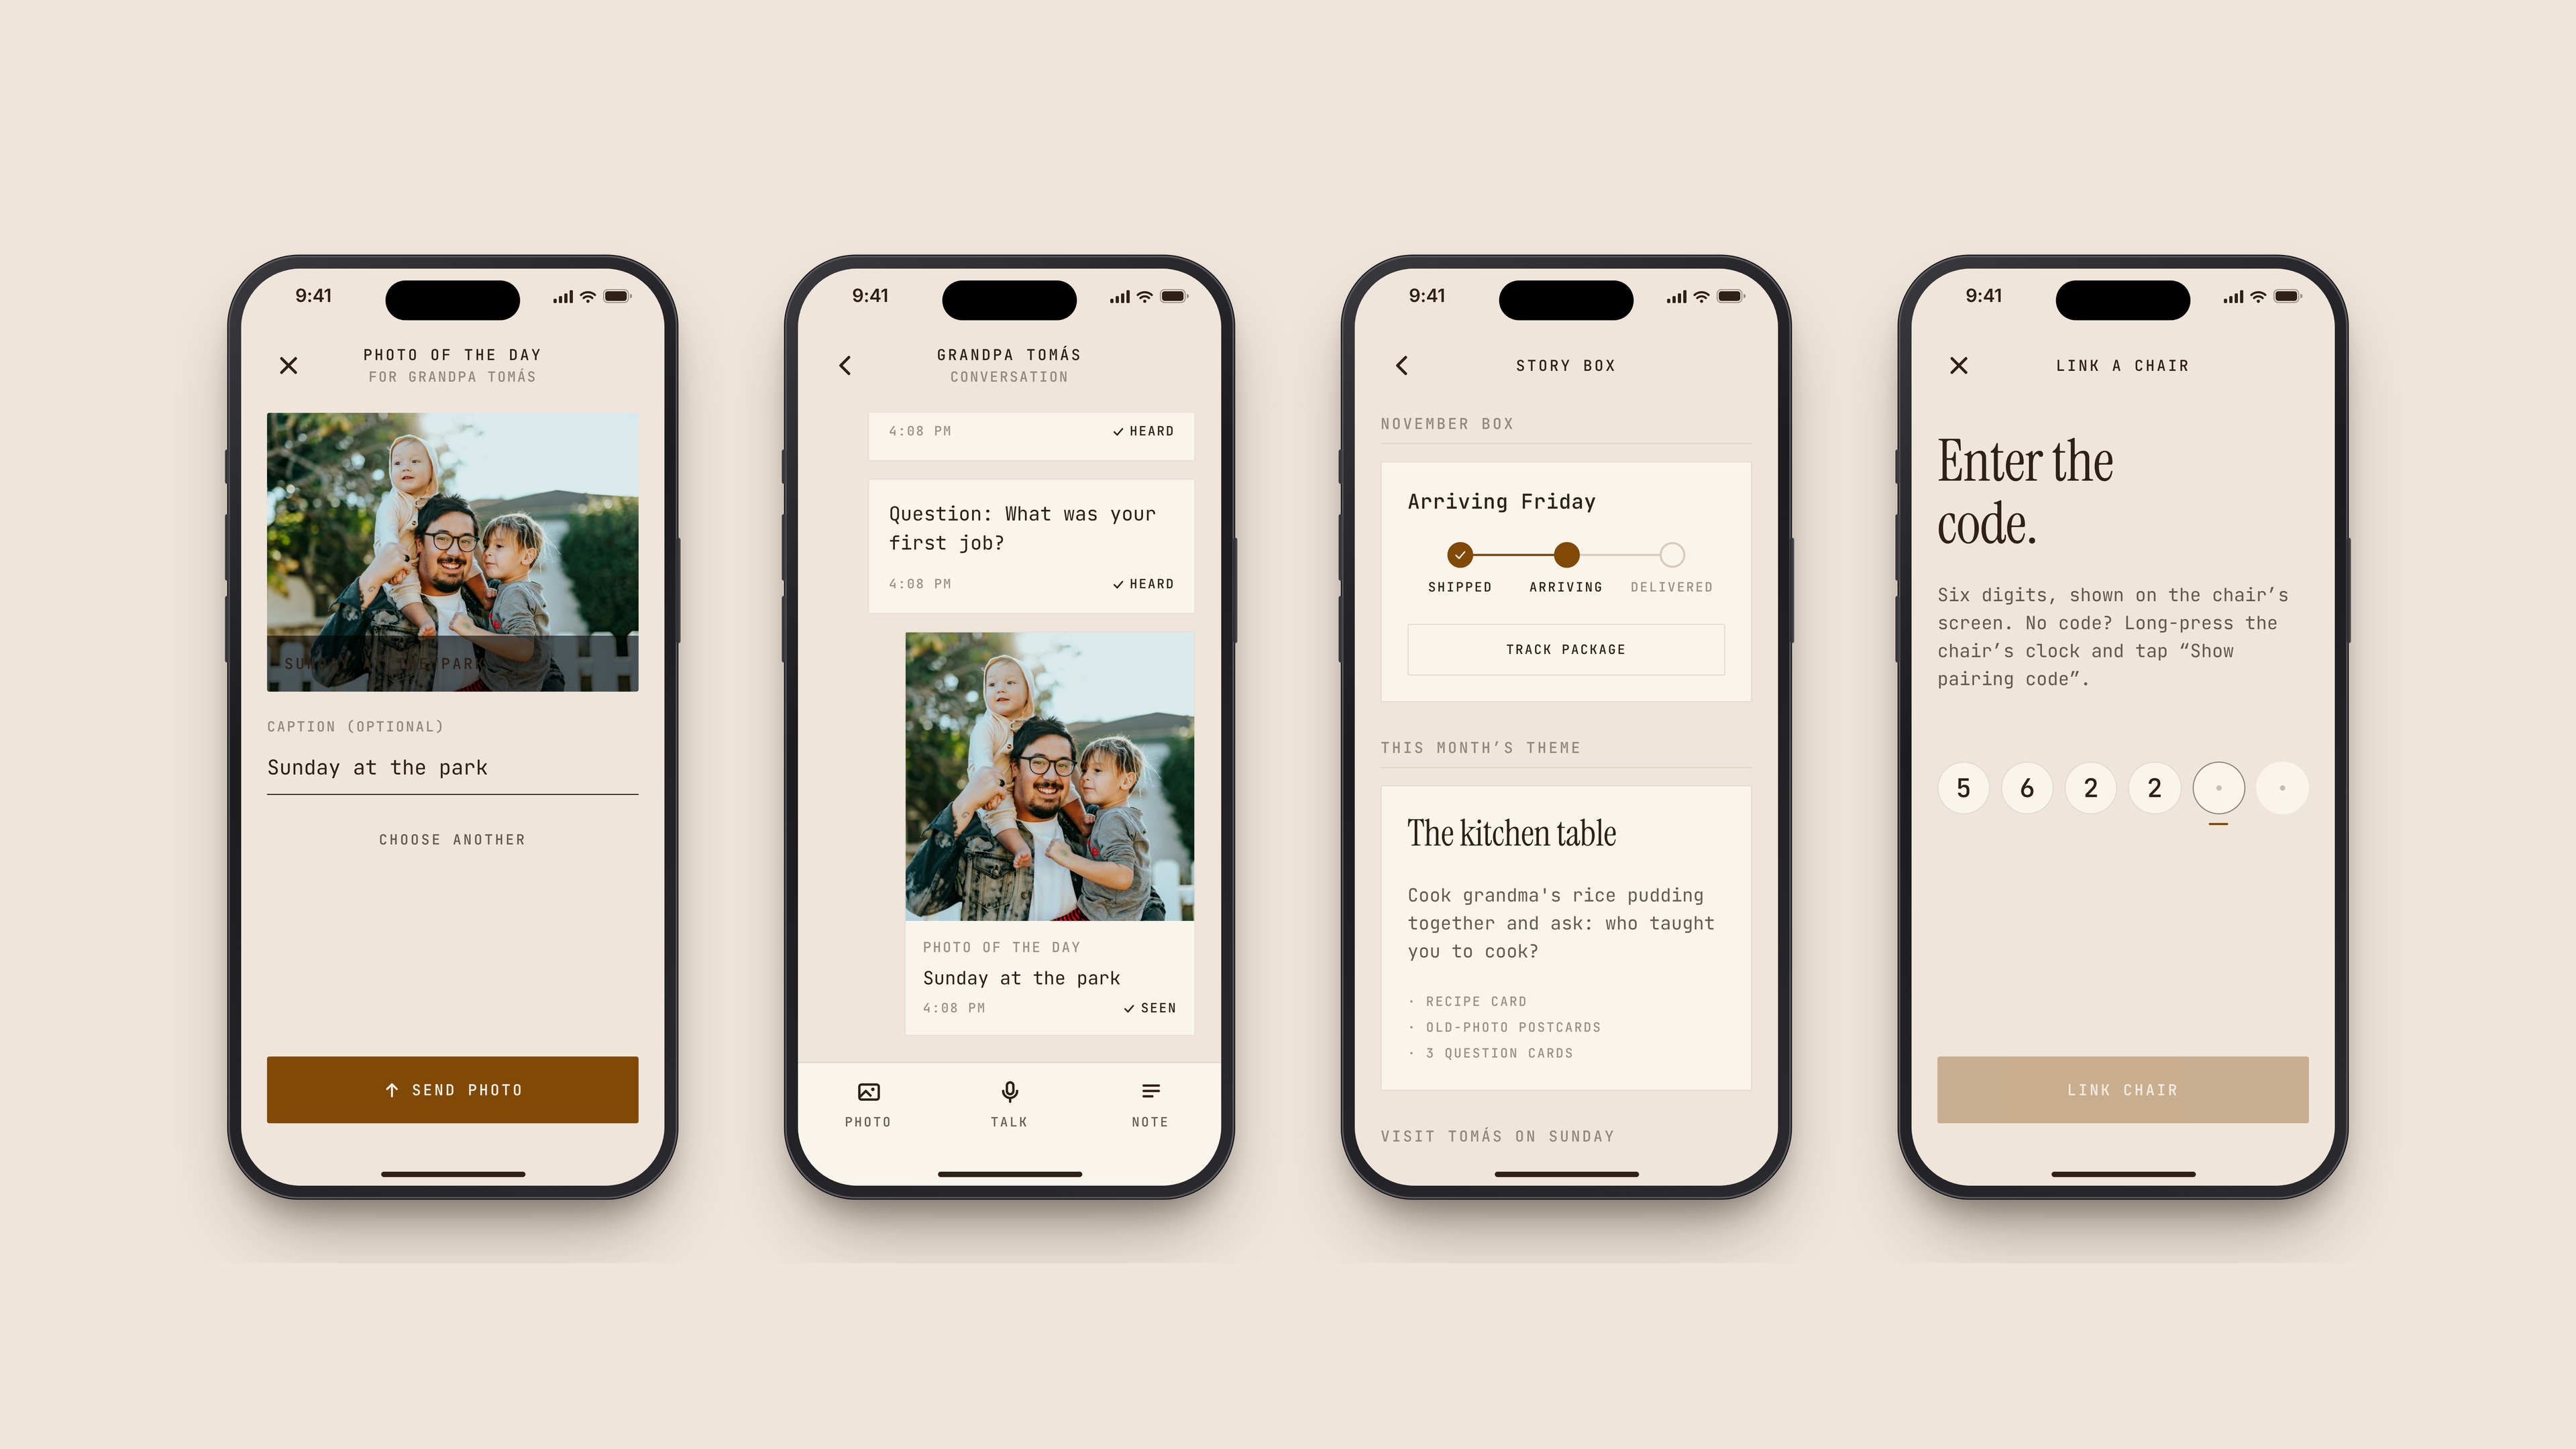 9:41
PHOTO OF THE DAY
FOR GRANDPA TOMÁS
SUNDAY AT THE PARK
CAPTION (OPTIONAL)
Sunday at the park
CHOOSE ANOTHER
SEND PHOTO
9:41
GRANDPA TOMÁS
CONVERSATION
4:08 PM HEARD
Question: What was your
first job?
4:08 PM HEARD
PHOTO OF THE DAY
Sunday at the park
4:08 PM SEEN
PHOTO TALK NOTE
9:41
STORY BOX
NOVEMBER BOX
Arriving Friday
SHIPPED ARRIVING DELIVERED
TRACK PACKAGE
THIS MONTH’S THEME
The kitchen table
Cook grandma's rice pudding
together and ask: who taught
you to cook?
· RECIPE CARD
· OLD-PHOTO POSTCARDS
· 3 QUESTION CARDS
VISIT TOMÁS ON SUNDAY
9:41
LINK A CHAIR
Enter the
code.
Six digits, shown on the chair’s
screen. No code? Long-press the
chair’s clock and tap “Show
pairing code”.
5 6 2 2
LINK CHAIR